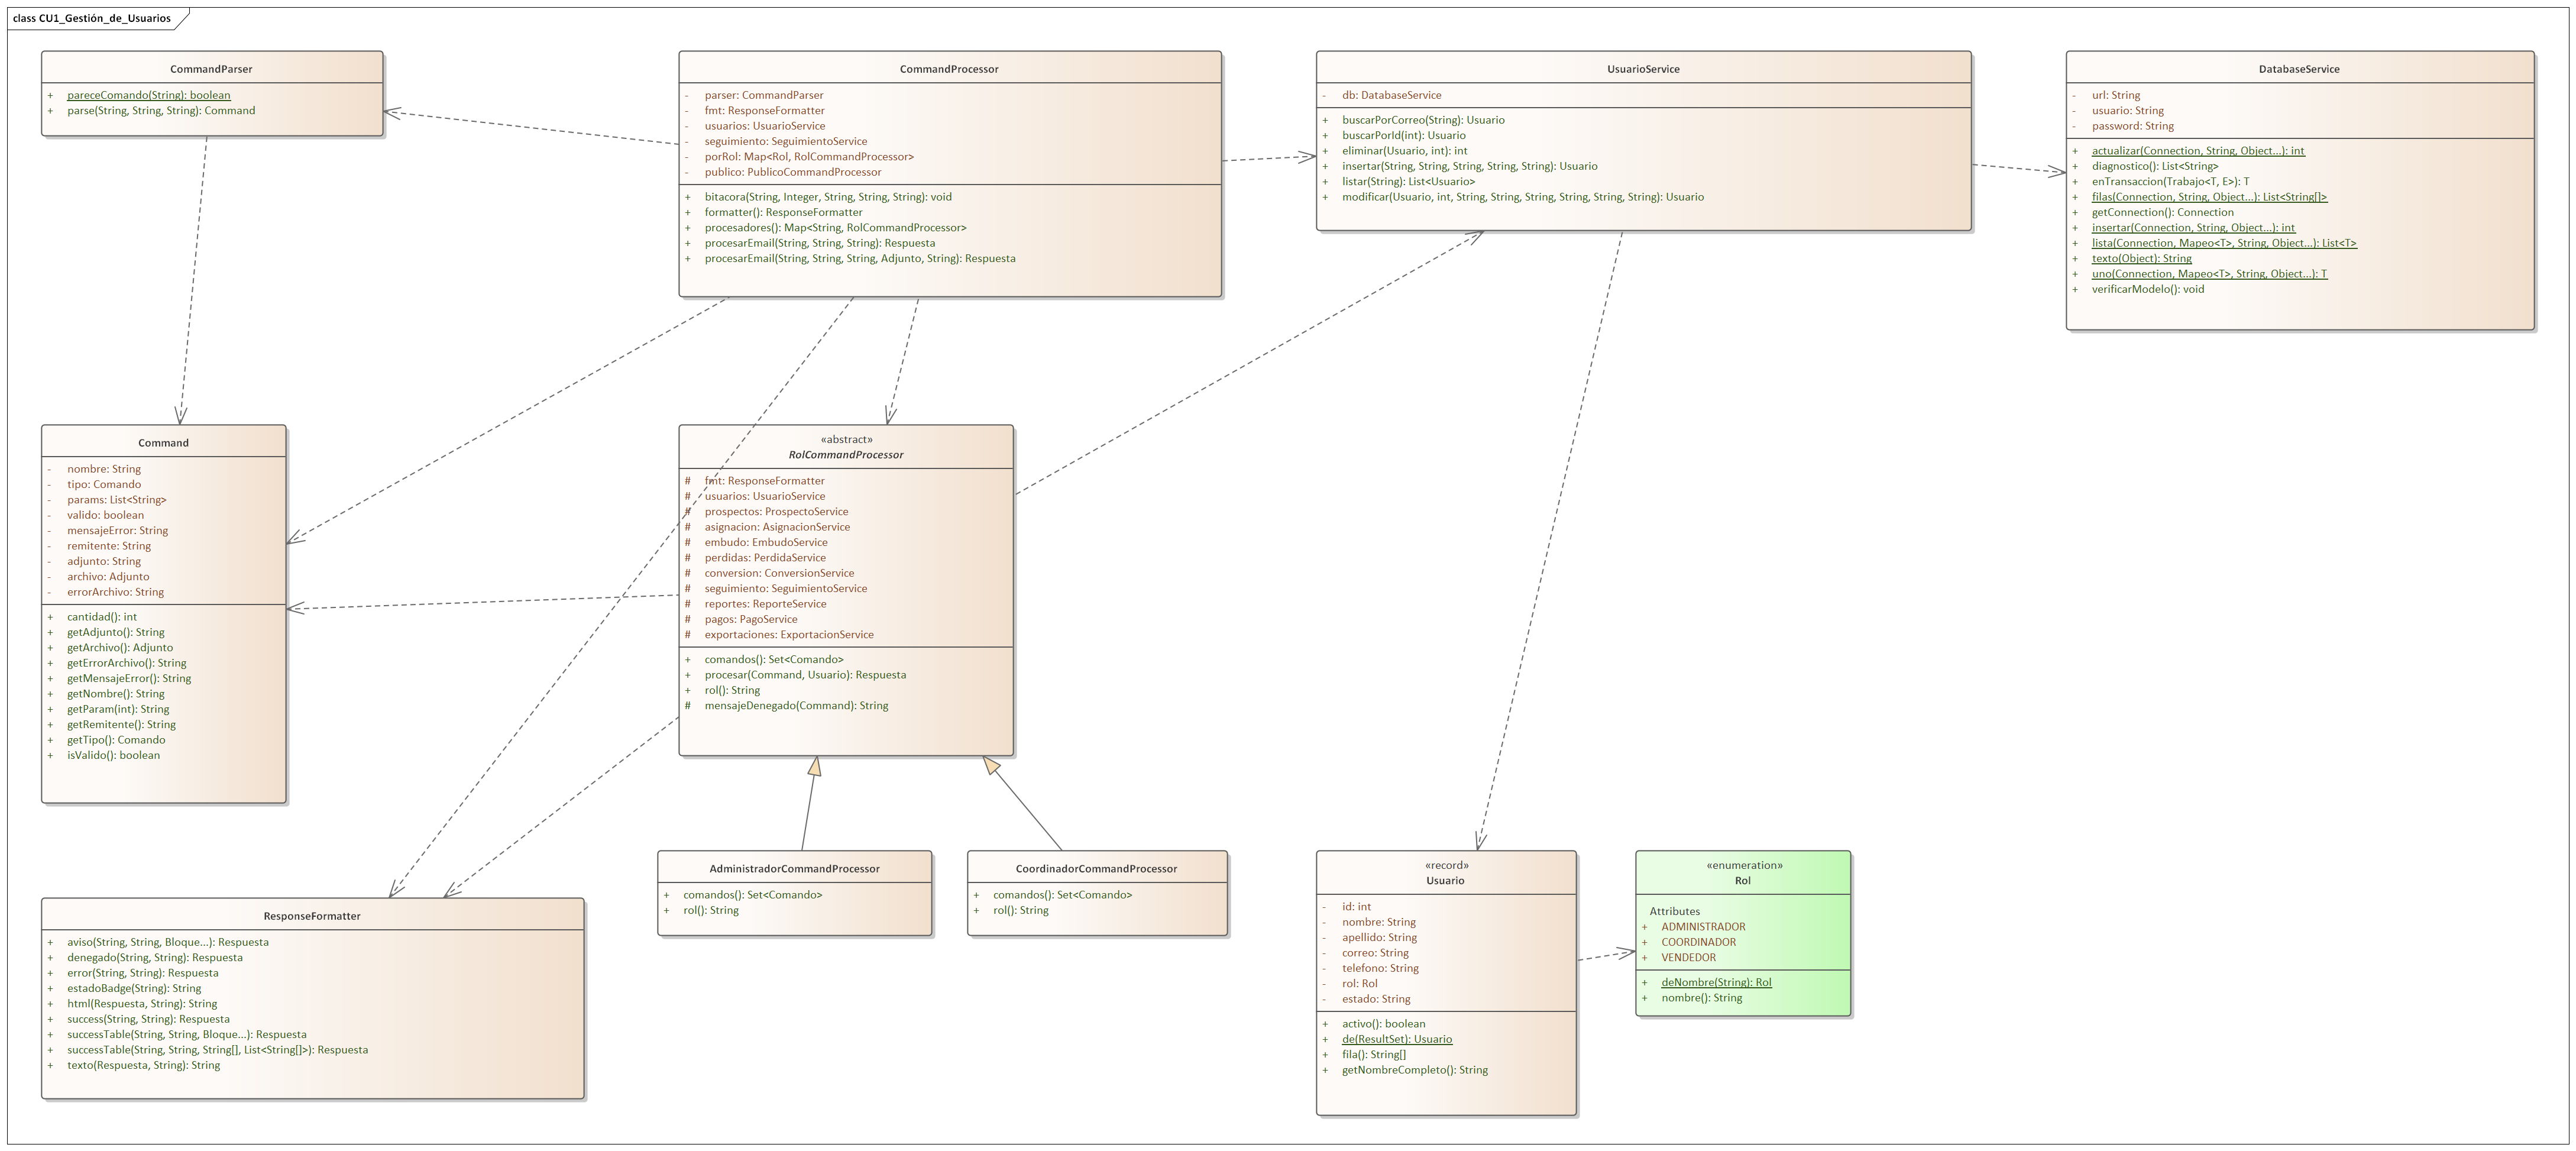 class CU1_Gestión_de_Usuarios
CommandParser
+ pareceComando(String): boolean
+ parse(String, String, String): Command
CommandProcessor
- parser: CommandParser
- fmt: ResponseFormatter
- usuarios: UsuarioService
- seguimiento: SeguimientoService
- porRol: Map<Rol, RolCommandProcessor>
- publico: PublicoCommandProcessor
+ bitacora(String, Integer, String, String, String): void
+ formatter(): ResponseFormatter
+ procesadores(): Map<String, RolCommandProcessor>
+ procesarEmail(String, String, String): Respuesta
+ procesarEmail(String, String, String, Adjunto, String): Respuesta
UsuarioService
- db: DatabaseService
+ buscarPorCorreo(String): Usuario
+ buscarPorId(int): Usuario
+ eliminar(Usuario, int): int
+ insertar(String, String, String, String, String): Usuario
+ listar(String): List<Usuario>
+ modificar(Usuario, int, String, String, String, String, String, String): Usuario
DatabaseService
- url: String
- usuario: String
- password: String
+ actualizar(Connection, String, Object...): int
+ diagnostico(): List<String>
+ enTransaccion(Trabajo<T, E>): T
+ filas(Connection, String, Object...): List<String[]>
+ getConnection(): Connection
+ insertar(Connection, String, Object...): int
+ lista(Connection, Mapeo<T>, String, Object...): List<T>
+ texto(Object): String
+ uno(Connection, Mapeo<T>, String, Object...): T
+ verificarModelo(): void
Command
- nombre: String
- tipo: Comando
- params: List<String>
- valido: boolean
- mensajeError: String
- remitente: String
- adjunto: String
- archivo: Adjunto
- errorArchivo: String
+ cantidad(): int
+ getAdjunto(): String
+ getArchivo(): Adjunto
+ getErrorArchivo(): String
+ getMensajeError(): String
+ getNombre(): String
+ getParam(int): String
+ getRemitente(): String
+ getTipo(): Comando
+ isValido(): boolean
«abstract»
RolCommandProcessor
# fmt: ResponseFormatter
# usuarios: UsuarioService
# prospectos: ProspectoService
# asignacion: AsignacionService
# embudo: EmbudoService
# perdidas: PerdidaService
# conversion: ConversionService
# seguimiento: SeguimientoService
# reportes: ReporteService
# pagos: PagoService
# exportaciones: ExportacionService
+ comandos(): Set<Comando>
+ procesar(Command, Usuario): Respuesta
+ rol(): String
# mensajeDenegado(Command): String
ResponseFormatter
+ aviso(String, String, Bloque...): Respuesta
+ denegado(String, String): Respuesta
+ error(String, String): Respuesta
+ estadoBadge(String): String
+ html(Respuesta, String): String
+ success(String, String): Respuesta
+ successTable(String, String, Bloque...): Respuesta
+ successTable(String, String, String[], List<String[]>): Respuesta
+ texto(Respuesta, String): String
AdministradorCommandProcessor
+ comandos(): Set<Comando>
+ rol(): String
CoordinadorCommandProcessor
+ comandos(): Set<Comando>
+ rol(): String
«record»
Usuario
- id: int
- nombre: String
- apellido: String
- correo: String
- telefono: String
- rol: Rol
- estado: String
+ activo(): boolean
+ de(ResultSet): Usuario
+ fila(): String[]
+ getNombreCompleto(): String
«enumeration»
Rol
Attributes
+ ADMINISTRADOR
+ COORDINADOR
+ VENDEDOR
+ deNombre(String): Rol
+ nombre(): String